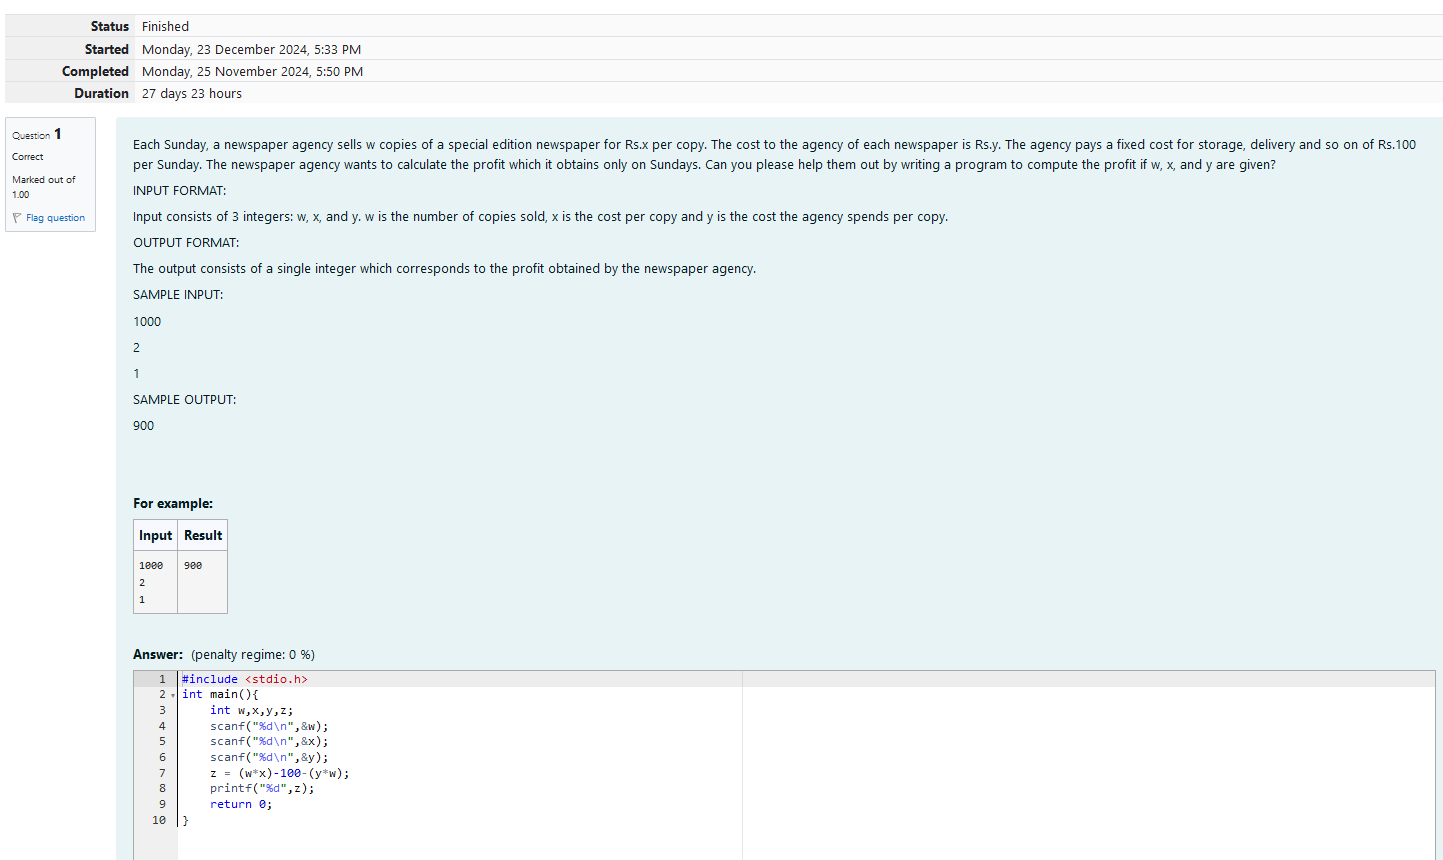 Status Finished
Started Monday, 23 December 2024, 5:33 PM
Completed Monday, 25 November 2024, 5:50 PM
Duration 27 days 23 hours
Question 1
Correct
Marked out of
1.00
Flag question
Each Sunday, a newspaper agency sells w copies of a special edition newspaper for Rs.x per copy. The cost to the agency of each newspaper is Rs.y. The agency pays a fixed cost for storage, delivery and so on of Rs.100
per Sunday. The newspaper agency wants to calculate the profit which it obtains only on Sundays. Can you please help them out by writing a program to compute the profit if w, x, and y are given?
INPUT FORMAT:
Input consists of 3 integers: w, x, and y. w is the number of copies sold, x is the cost per copy and y is the cost the agency spends per copy.
OUTPUT FORMAT:
The output consists of a single integer which corresponds to the profit obtained by the newspaper agency.
SAMPLE INPUT:
1000
2
1
SAMPLE OUTPUT:
900
For example:
Input Result
1000 900
2
1
Answer: (penalty regime: 0 %)
1 #include <stdio.h>
2 int main(){
3 int w,x,y,z;
4 scanf("%d\n",&w);
5 scanf("%d\n",&x);
6 scanf("%d\n",&y);
7 z = (w*x)-100-(y*w);
8 printf("%d",z);
9 return 0;
10 }